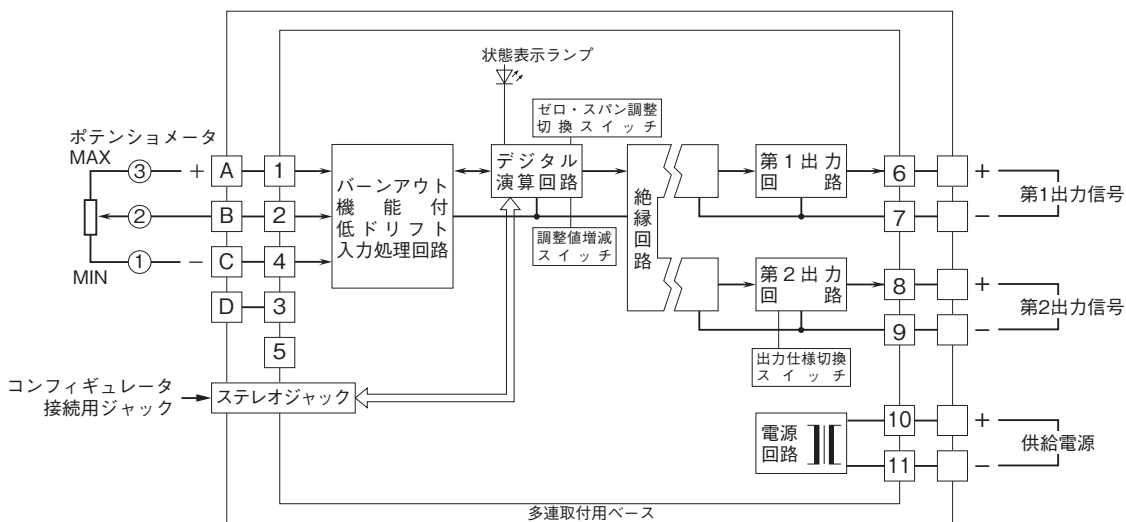 状態表示ランプ
ゼロ・スパン調整
切換スイッチ
ポテンショメータ
MAX
③ + A 1
② B 2
① − C 4
MIN
D 3
5
バーンアウト
機能付
低ドリフト
入力処理回路
デジタル
演算回路
調整値増減
スイッチ
絶縁回路
第1出力
回路
6 +
7 −
第1出力信号
第2出力
回路
8 +
9 −
第2出力信号
出力仕様切換
スイッチ
コンフィギュレータ
接続用ジャック
ステレオジャック
電源
回路
10 +
11 −
供給電源
多連取付用ベース